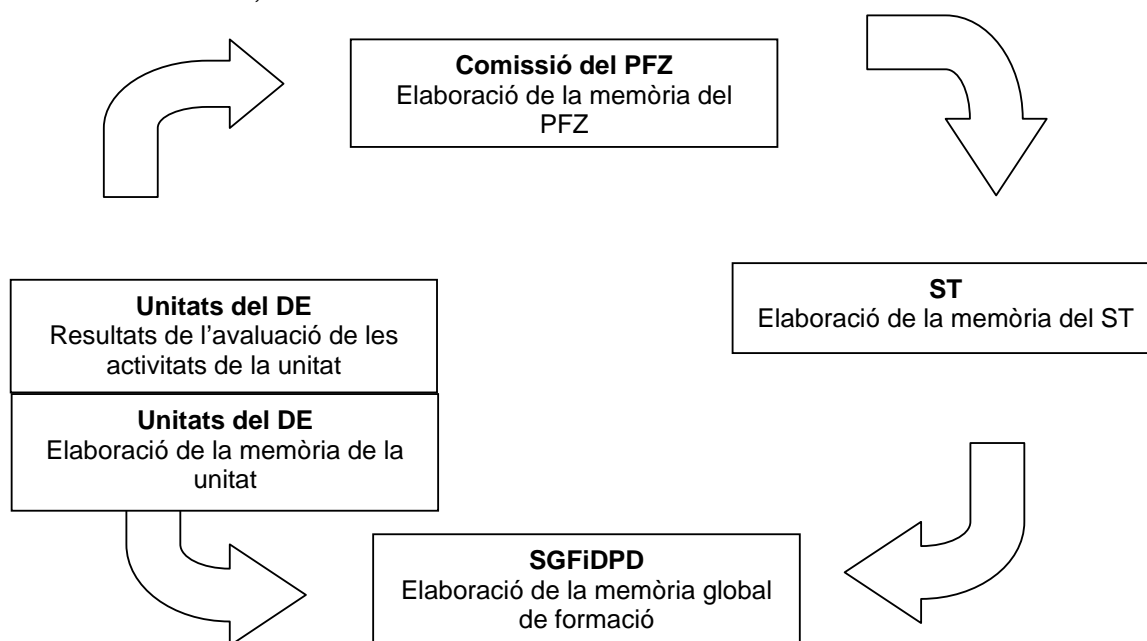 Comissió del PFZ
Elaboració de la memòria del
PFZ
Unitats del DE
Resultats de l’avaluació de les
activitats de la unitat
Unitats del DE
Elaboració de la memòria de la
unitat
ST
Elaboració de la memòria del ST
SGFiDPD
Elaboració de la memòria global
de formació